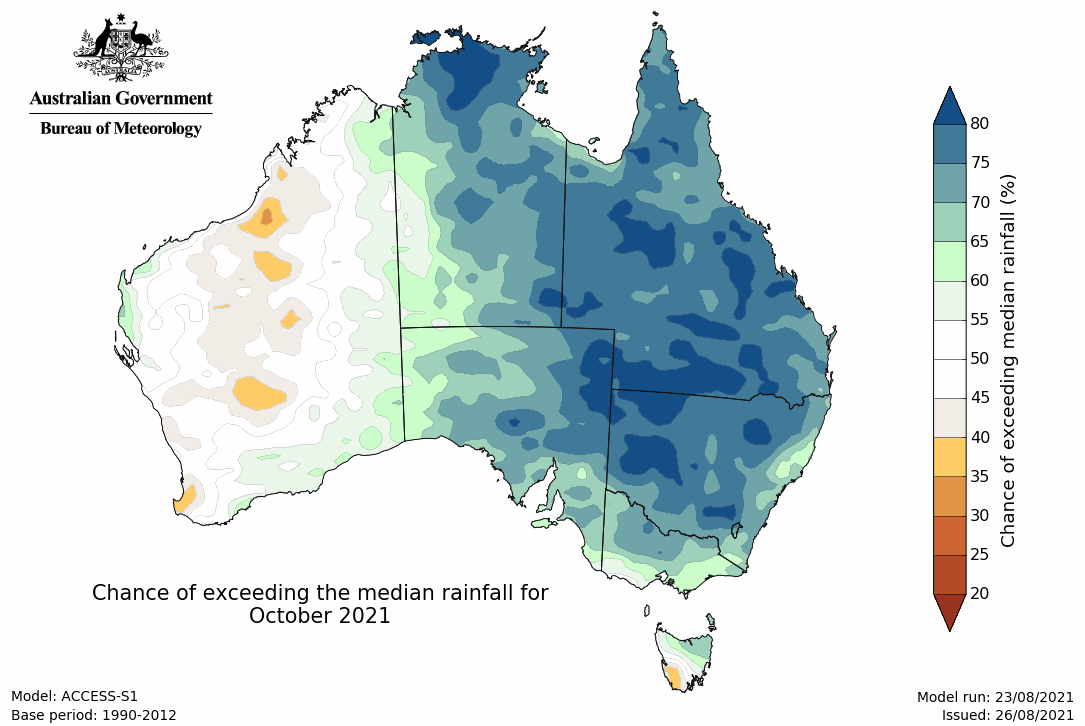 Australian Government
Bureau of Meteorology
80
75
70
65
60
55
50
45
40
35
30
25
20
Chance of exceeding median rainfall (%)
Chance of exceeding the median rainfall for
October 2021
Model: ACCESS-S1
Base period: 1990-2012
Model run: 23/08/2021
Issued: 26/08/2021